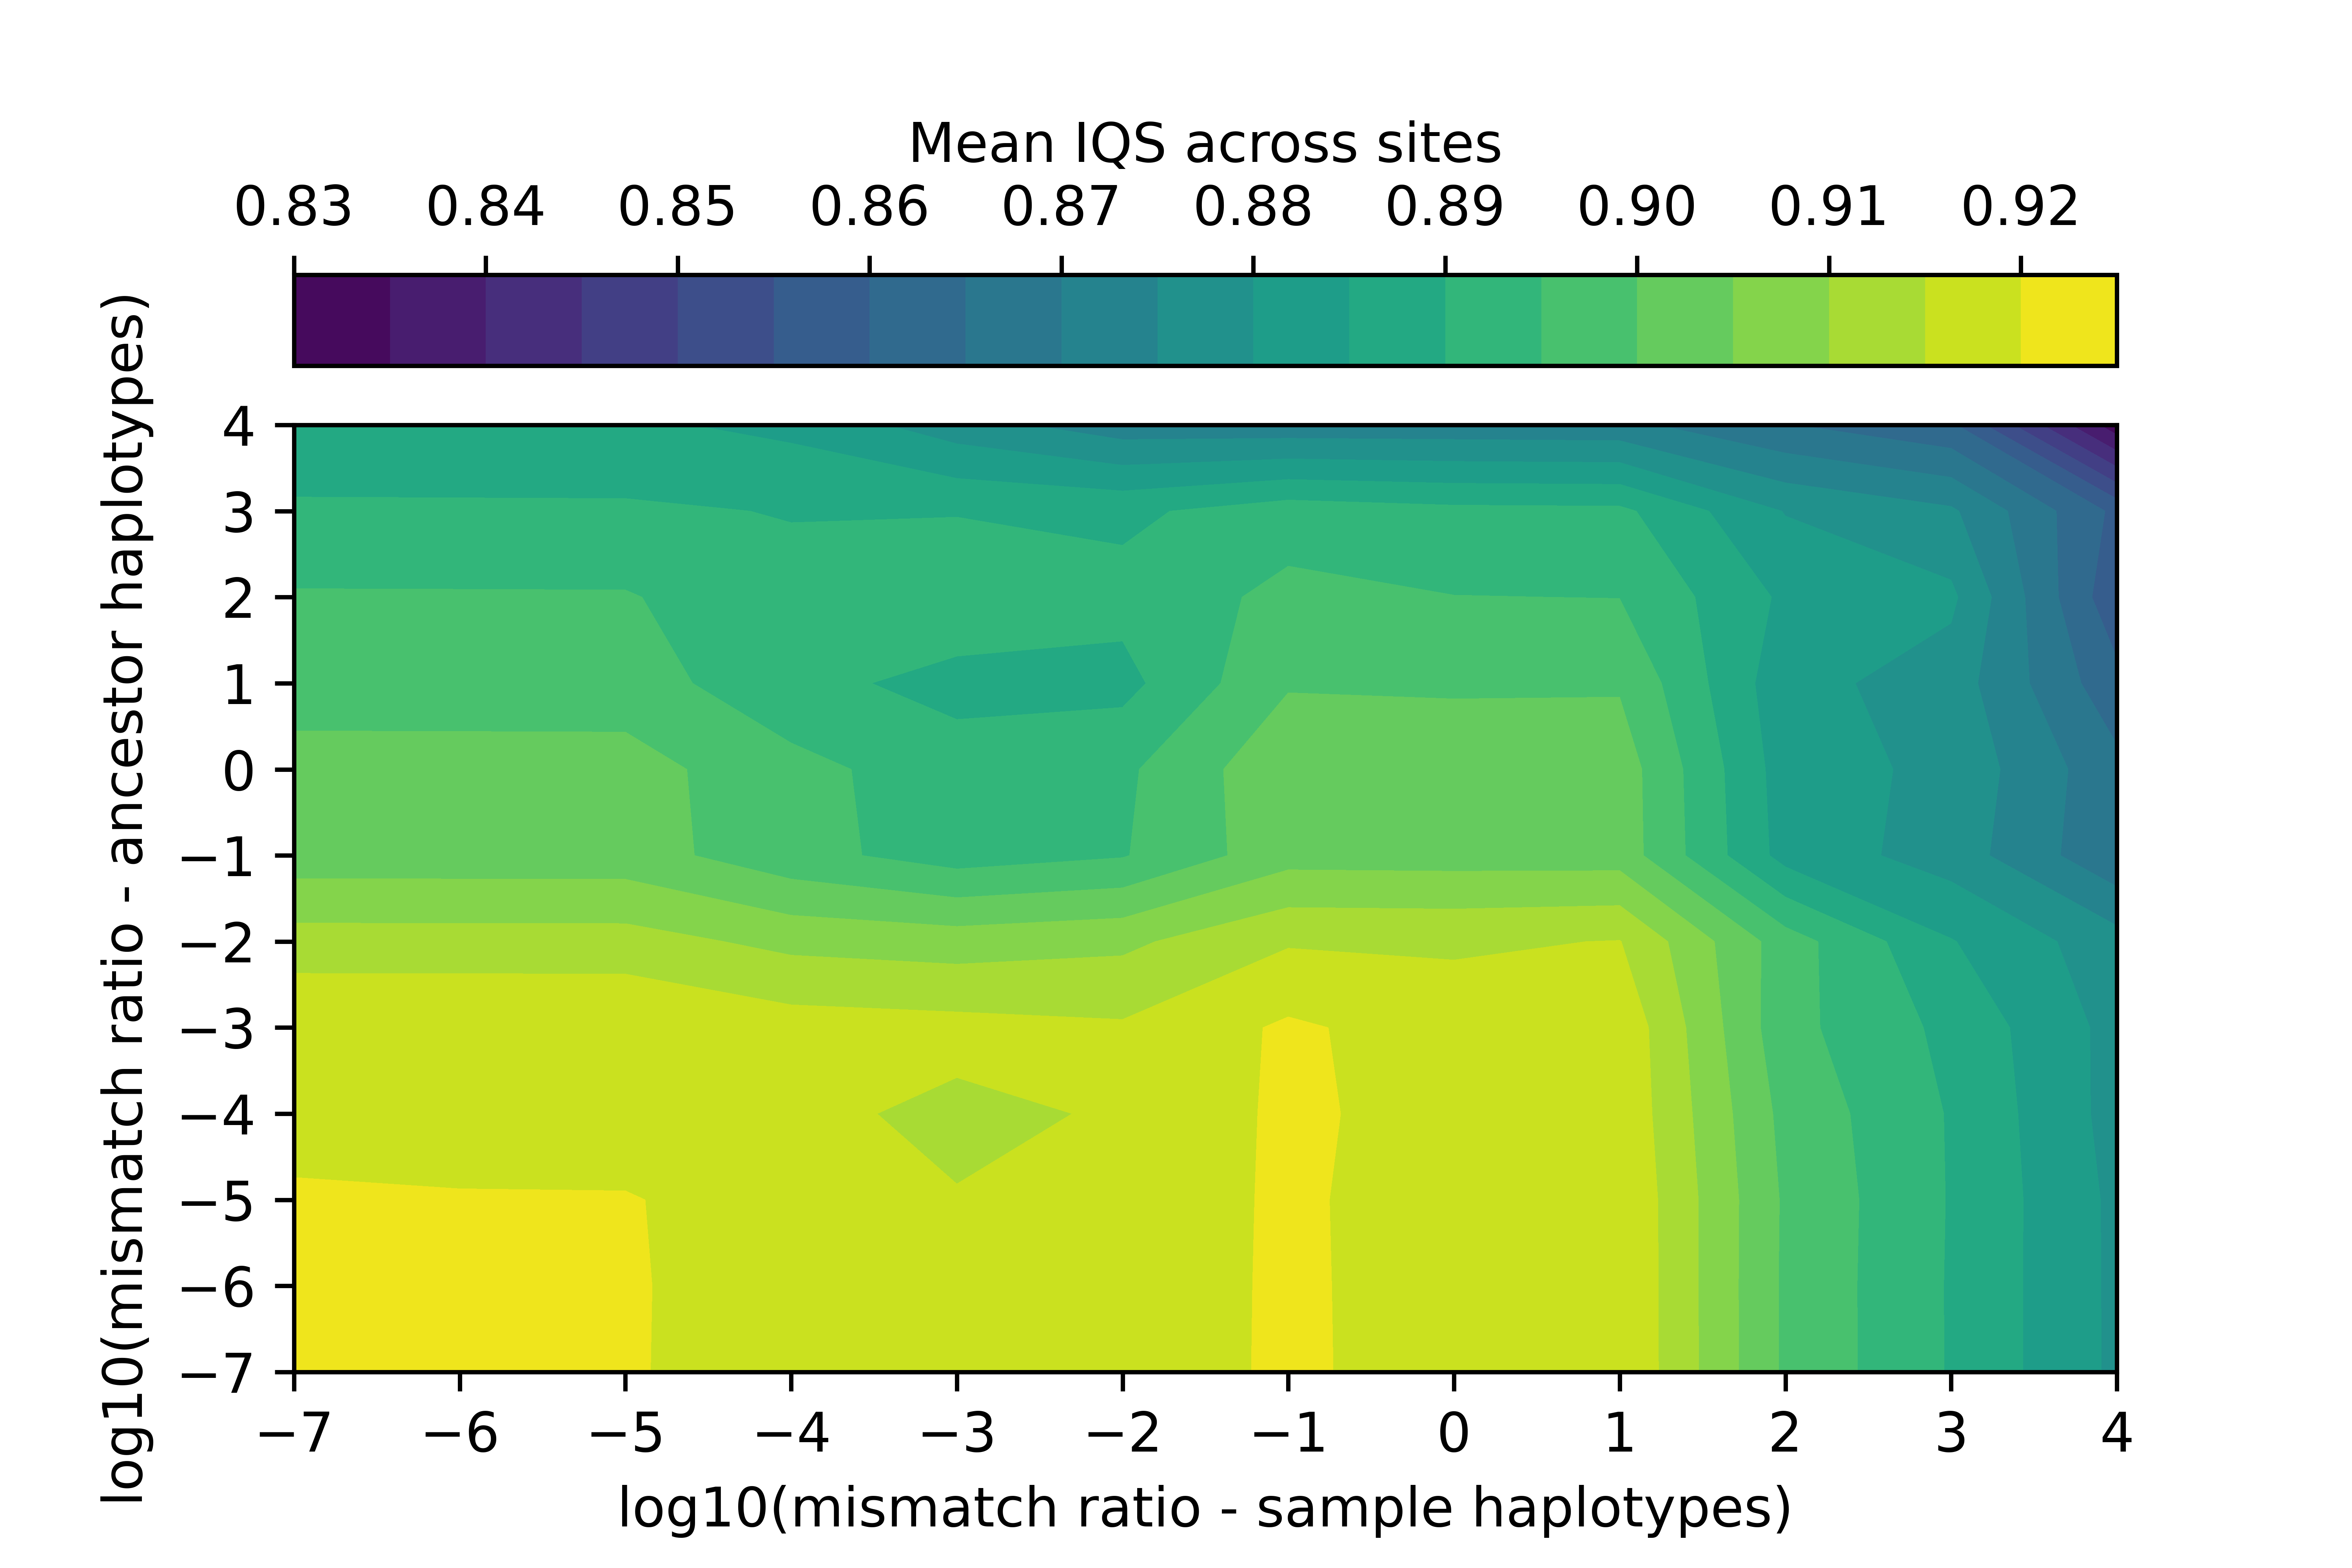 Mean IQS across sites
0.83 0.84 0.85 0.86 0.87 0.88 0.89 0.90 0.91 0.92
log10(mismatch ratio - ancestor haplotypes)
4
3
2
1
0
−1
−2
−3
−4
−5
−6
−7
−7 −6 −5 −4 −3 −2 −1 0 1 2 3 4
log10(mismatch ratio - sample haplotypes)